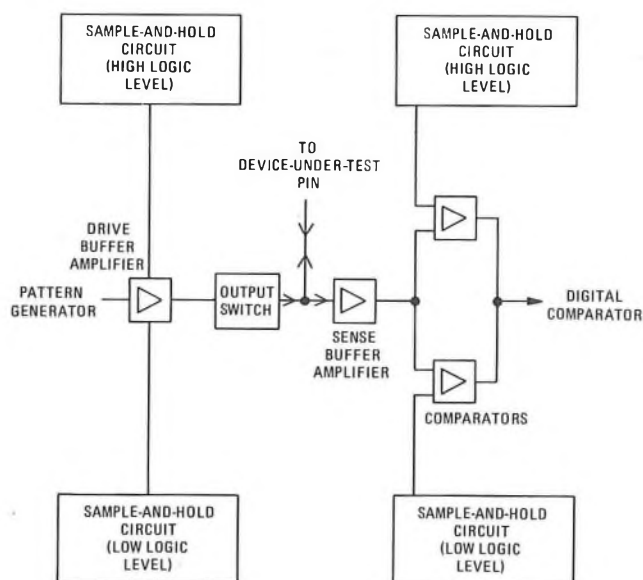 SAMPLE-AND-HOLD
CIRCUIT
(HIGH LOGIC
LEVEL)
SAMPLE-AND-HOLD
CIRCUIT
(HIGH LOGIC
LEVEL)
TO
DEVICE-UNDER-TEST
PIN
DRIVE
BUFFER
AMPLIFIER
PATTERN
GENERATOR
OUTPUT
SWITCH
SENSE
BUFFER
AMPLIFIER
DIGITAL
COMPARATOR
COMPARATORS
SAMPLE-AND-HOLD
CIRCUIT
(LOW LOGIC
LEVEL)
SAMPLE-AND-HOLD
CIRCUIT
(LOW LOGIC
LEVEL)